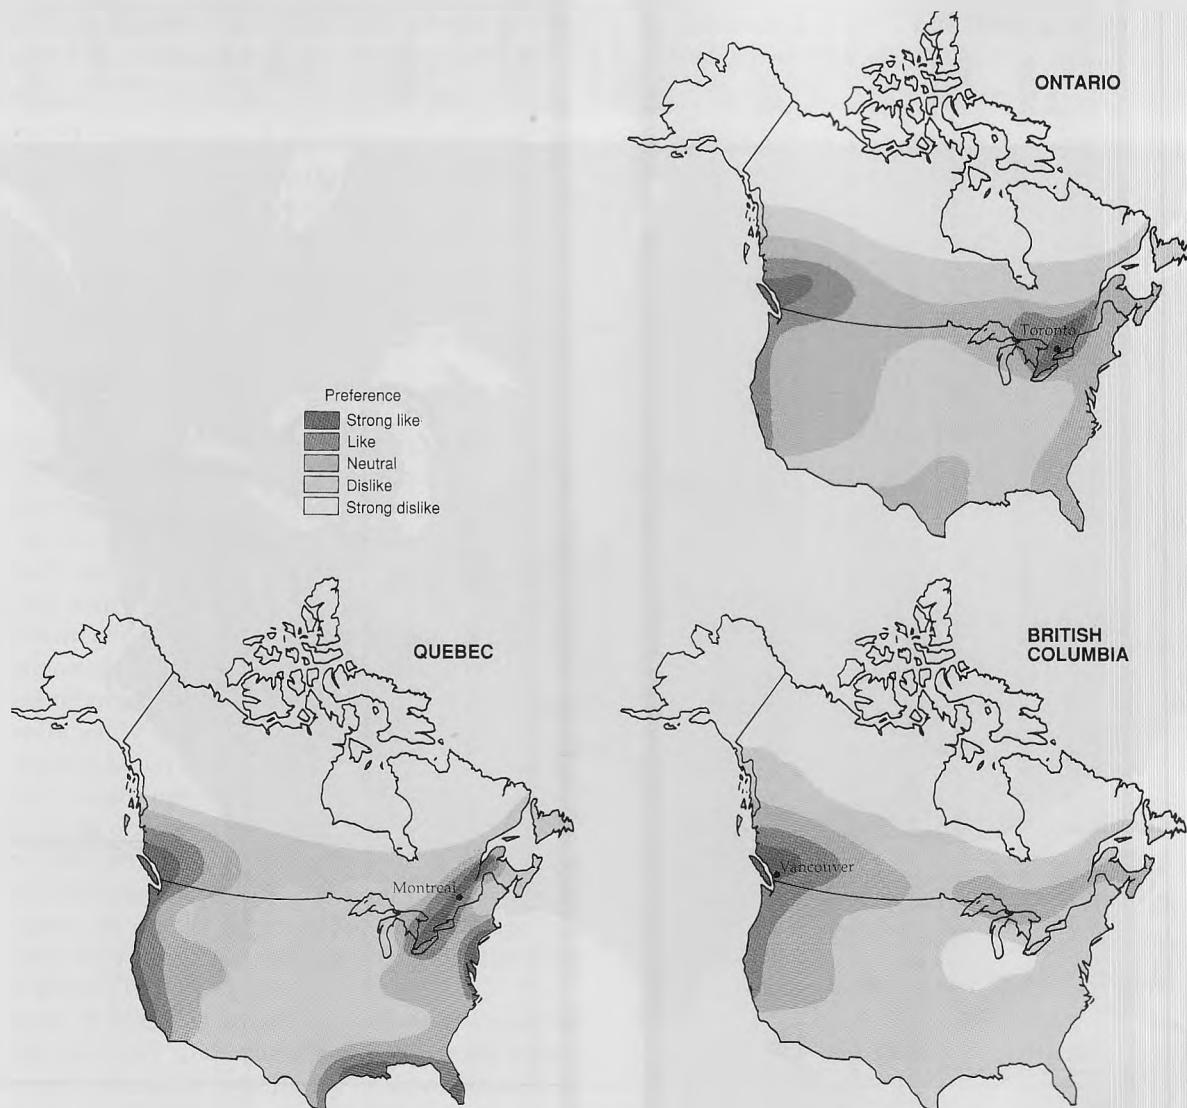 ONTARIO
Toronto
Preference
Strong like
Like
Neutral
Dislike
Strong dislike
QUEBEC
Montreal
BRITISH
COLUMBIA
Vancouver